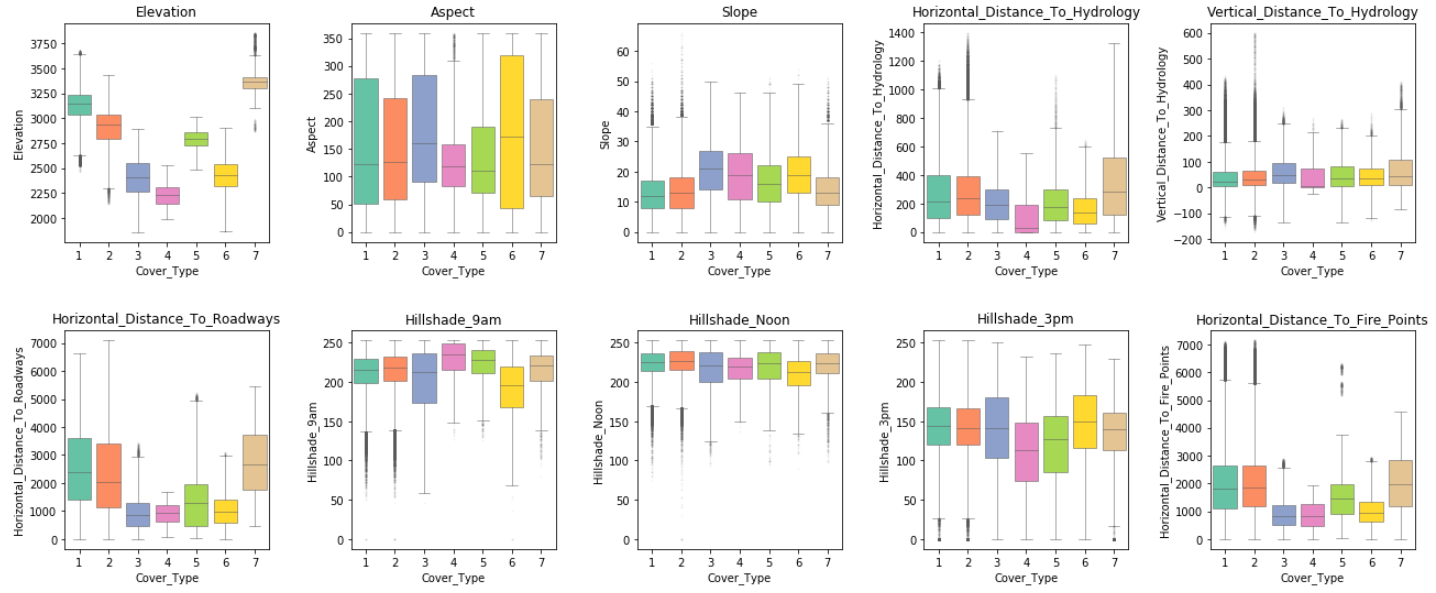 Elevation
Aspect
Slope
Horizontal_Distance_To_Hydrology
Vertical_Distance_To_Hydrology
Elevation
3750
3500
3250
3000
2750
2500
2250
2000
1 2 3 4 5 6 7
Cover_Type
Aspect
350
300
250
200
150
100
50
0
1 2 3 4 5 6 7
Cover_Type
Slope
60
50
40
30
20
10
0
1 2 3 4 5 6 7
Cover_Type
Horizontal_Distance_To_Hydrology
1400
1200
1000
800
600
400
200
0
1 2 3 4 5 6 7
Cover_Type
Vertical_Distance_To_Hydrology
600
500
400
300
200
100
0
−100
−200
1 2 3 4 5 6 7
Cover_Type
Horizontal_Distance_To_Roadways
Hillshade_9am
Hillshade_Noon
Hillshade_3pm
Horizontal_Distance_To_Fire_Points
Horizontal_Distance_To_Roadways
7000
6000
5000
4000
3000
2000
1000
0
1 2 3 4 5 6 7
Cover_Type
Hillshade_9am
250
200
150
100
50
0
1 2 3 4 5 6 7
Cover_Type
Hillshade_Noon
250
200
150
100
50
0
1 2 3 4 5 6 7
Cover_Type
Hillshade_3pm
250
200
150
100
50
0
1 2 3 4 5 6 7
Cover_Type
Horizontal_Distance_To_Fire_Points
7000
6000
5000
4000
3000
2000
1000
0
1 2 3 4 5 6 7
Cover_Type